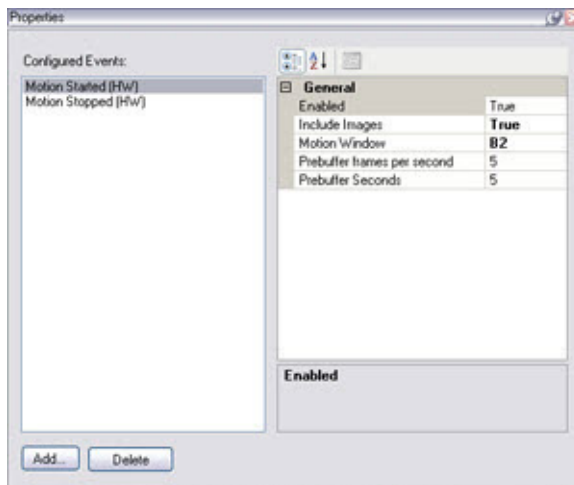 Properties
Configured Events:
Motion Started (HW)
Motion Stopped (HW)
General
Enabled True
Include Images True
Motion Window B2
Prebuffer frames per second 5
Prebuffer Seconds 5
Enabled
Add... Delete